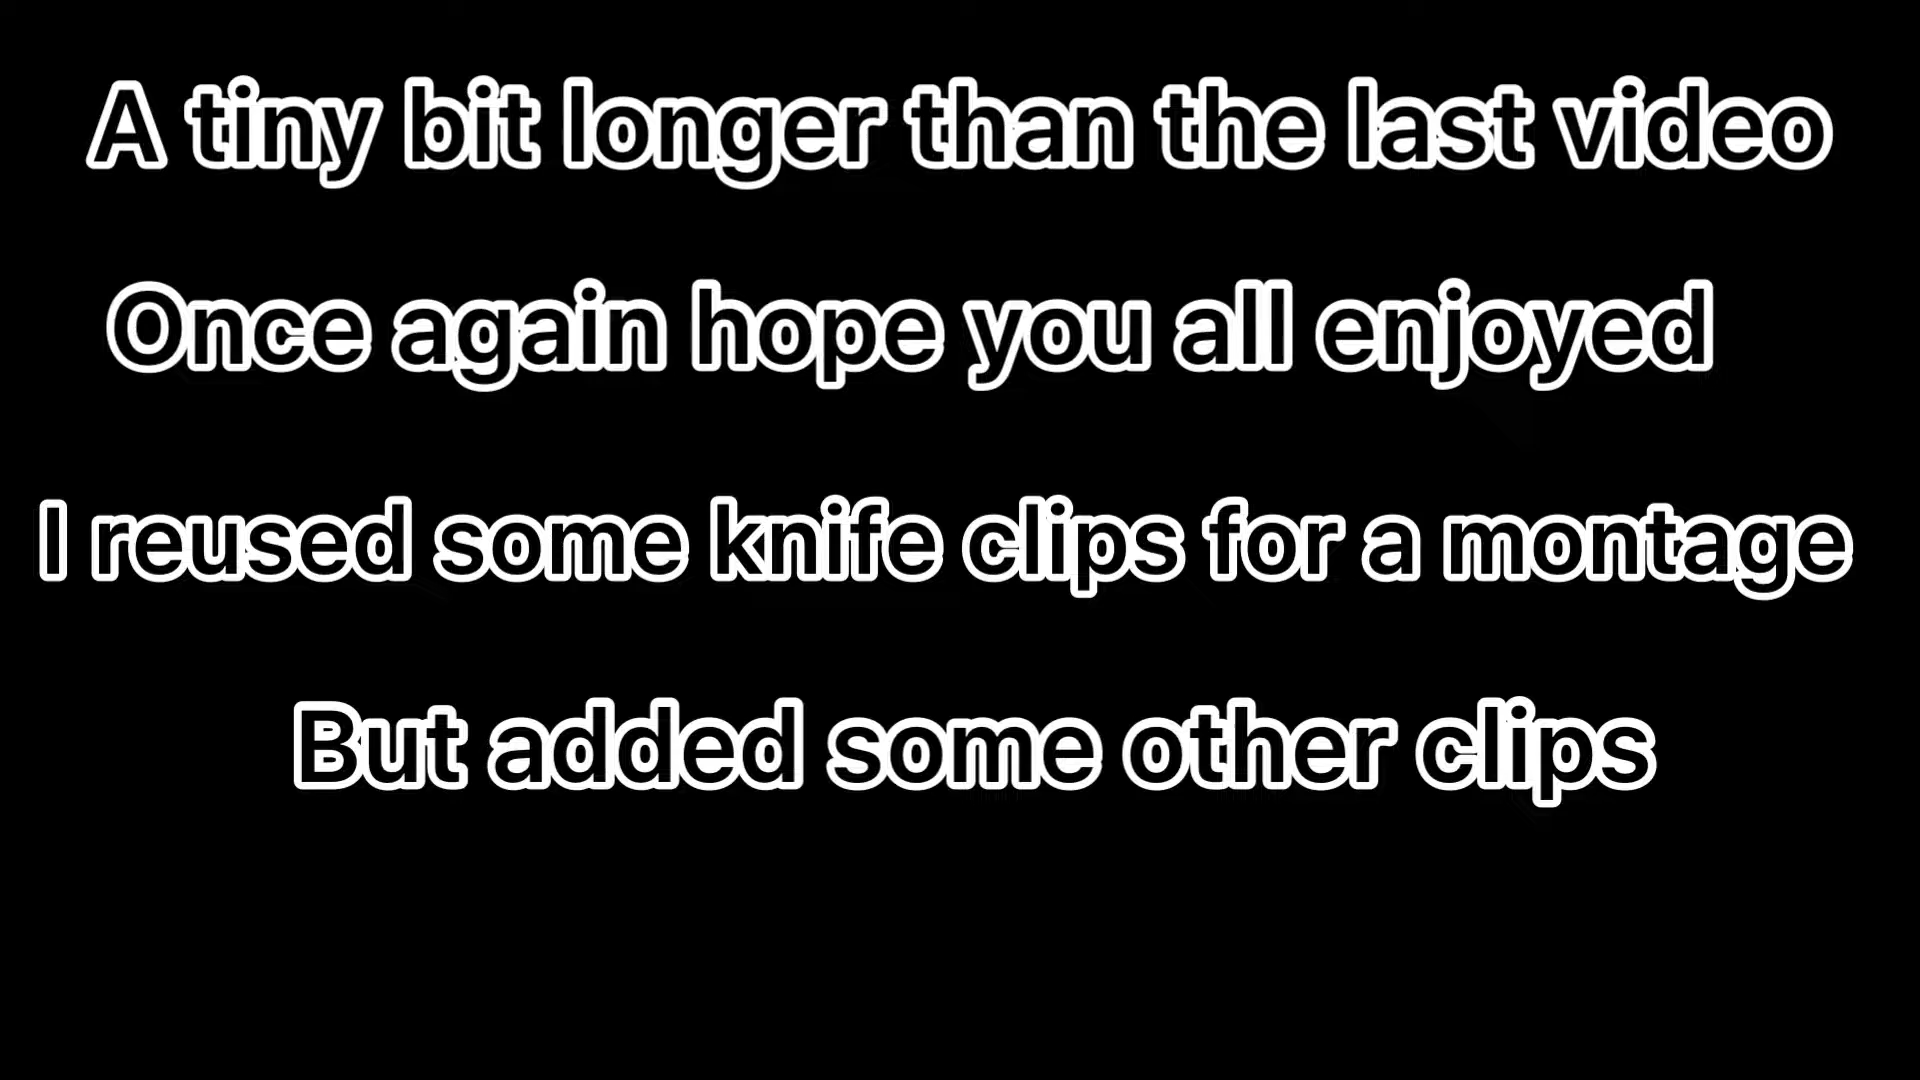 A tiny bit longer than the last video
Once again hope you all enjoyed
I reused some knife clips for a montage
But added some other clips